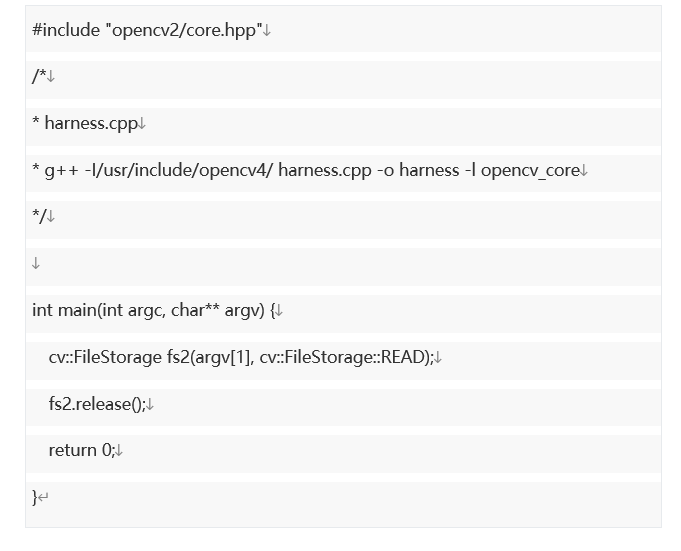 #include "opencv2/core.hpp"↓
/*↓
* harness.cpp↓
* g++ -I/usr/include/opencv4/ harness.cpp -o harness -l opencv_core↓
*/↓
↓
int main(int argc, char** argv) {↓
    cv::FileStorage fs2(argv[1], cv::FileStorage::READ);↓
    fs2.release();↓
    return 0;↓
}↵